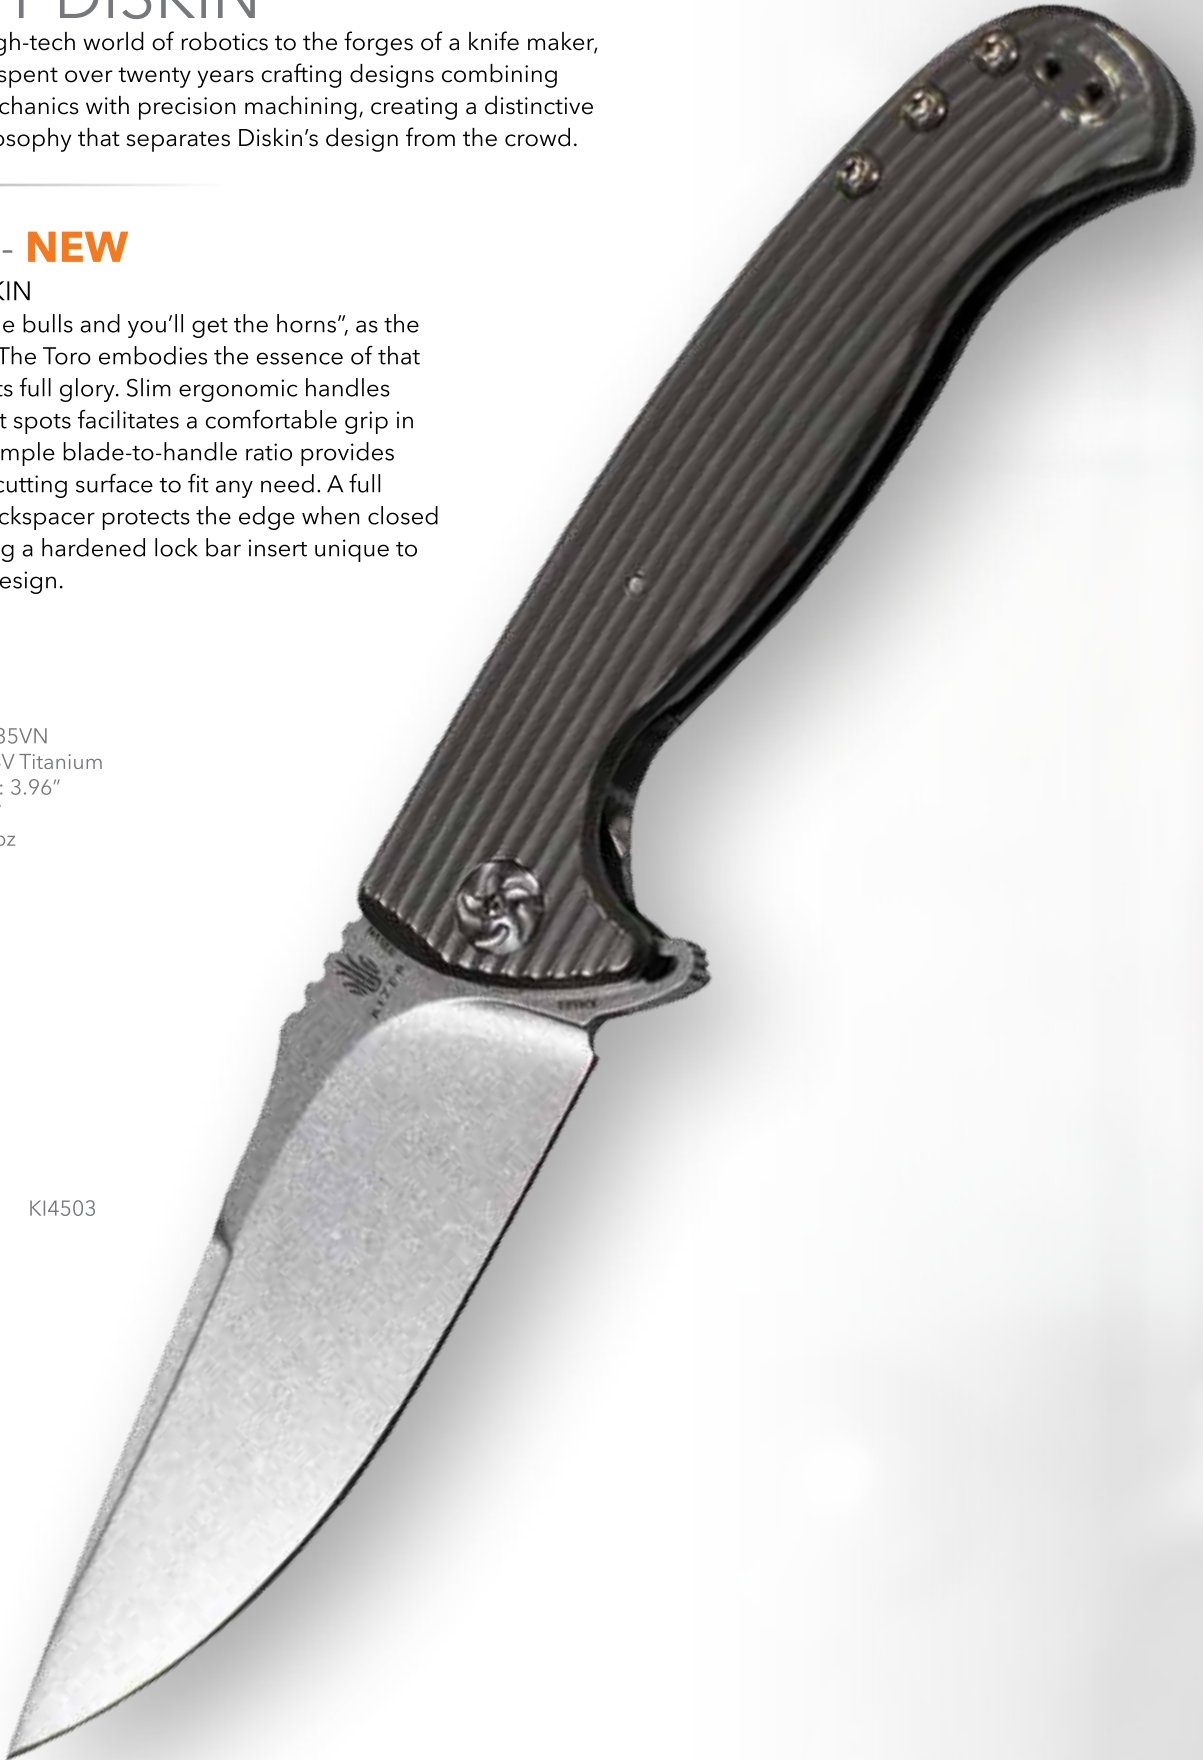 Y DISKIN
gh-tech world of robotics to the forges of a knife maker,
spent over twenty years crafting designs combining
chanics with precision machining, creating a distinctive
osophy that separates Diskin’s design from the crowd.
- NEW
KIN
e bulls and you’ll get the horns”, as the
The Toro embodies the essence of that
ts full glory. Slim ergonomic handles
t spots facilitates a comfortable grip in
mple blade-to-handle ratio provides
cutting surface to fit any need. A full
ckspacer protects the edge when closed
g a hardened lock bar insert unique to
esign.
35VN
V Titanium
: 3.96”
oz
KIZER
KI4503